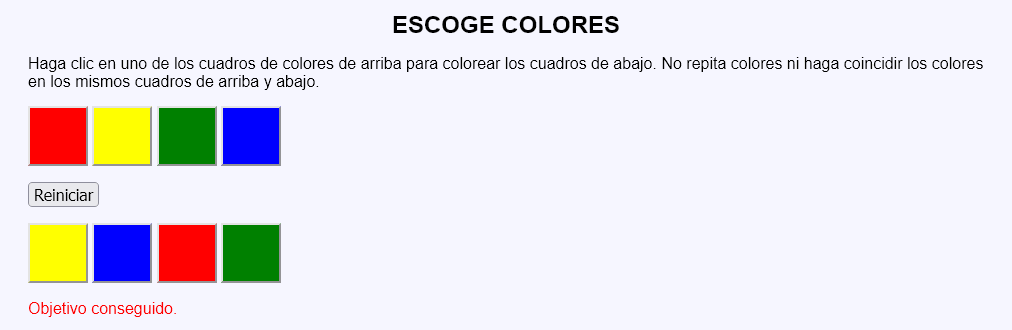 ESCOGE COLORES
Haga clic en uno de los cuadros de colores de arriba para colorear los cuadros de abajo. No repita colores ni haga coincidir los colores
en los mismos cuadros de arriba y abajo.
Reiniciar
Objetivo conseguido.